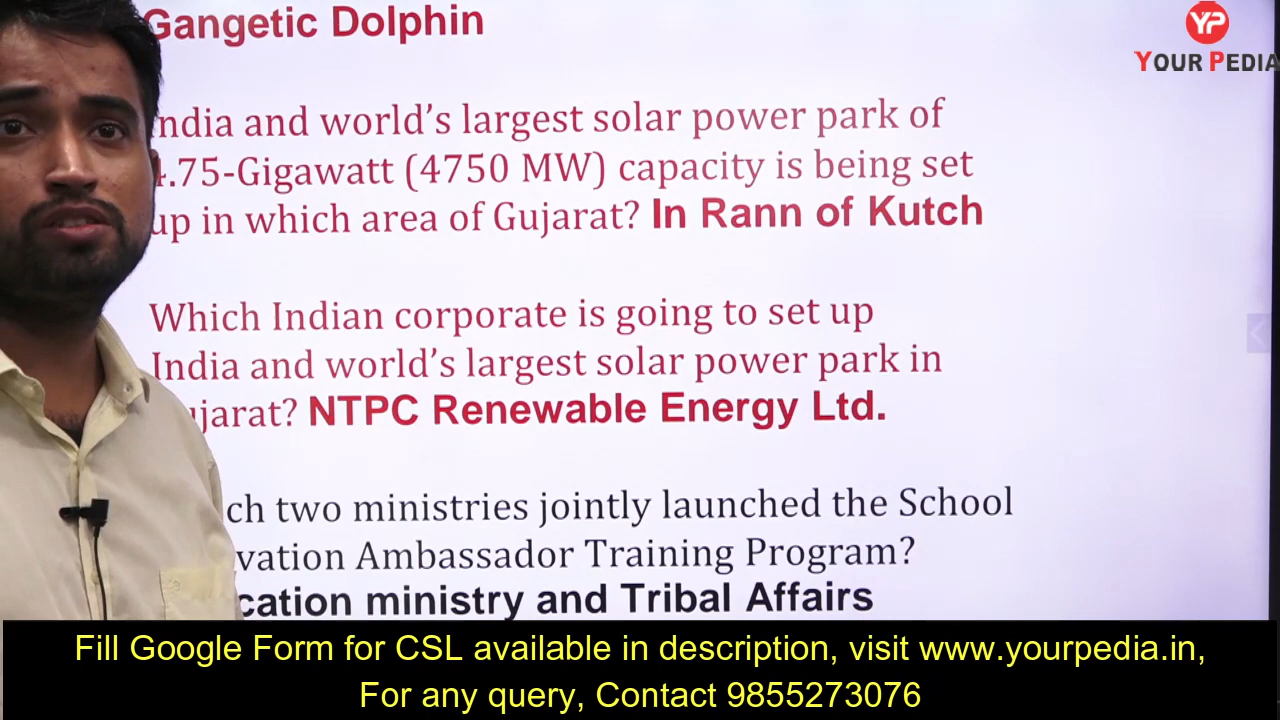 Gangetic Dolphin
YP
YOUR PEDIA
India and world's largest solar power park of
4.75-Gigawatt (4750 MW) capacity is being set
up in which area of Gujarat? In Rann of Kutch
Which Indian corporate is going to set up
India and world's largest solar power park in
ujarat? NTPC Renewable Energy Ltd.
ch two ministries jointly launched the School
vation Ambassador Training Program?
cation ministry and Tribal Affairs
Fill Google Form for CSL available in description, visit www.yourpedia.in,
For any query, Contact 9855273076